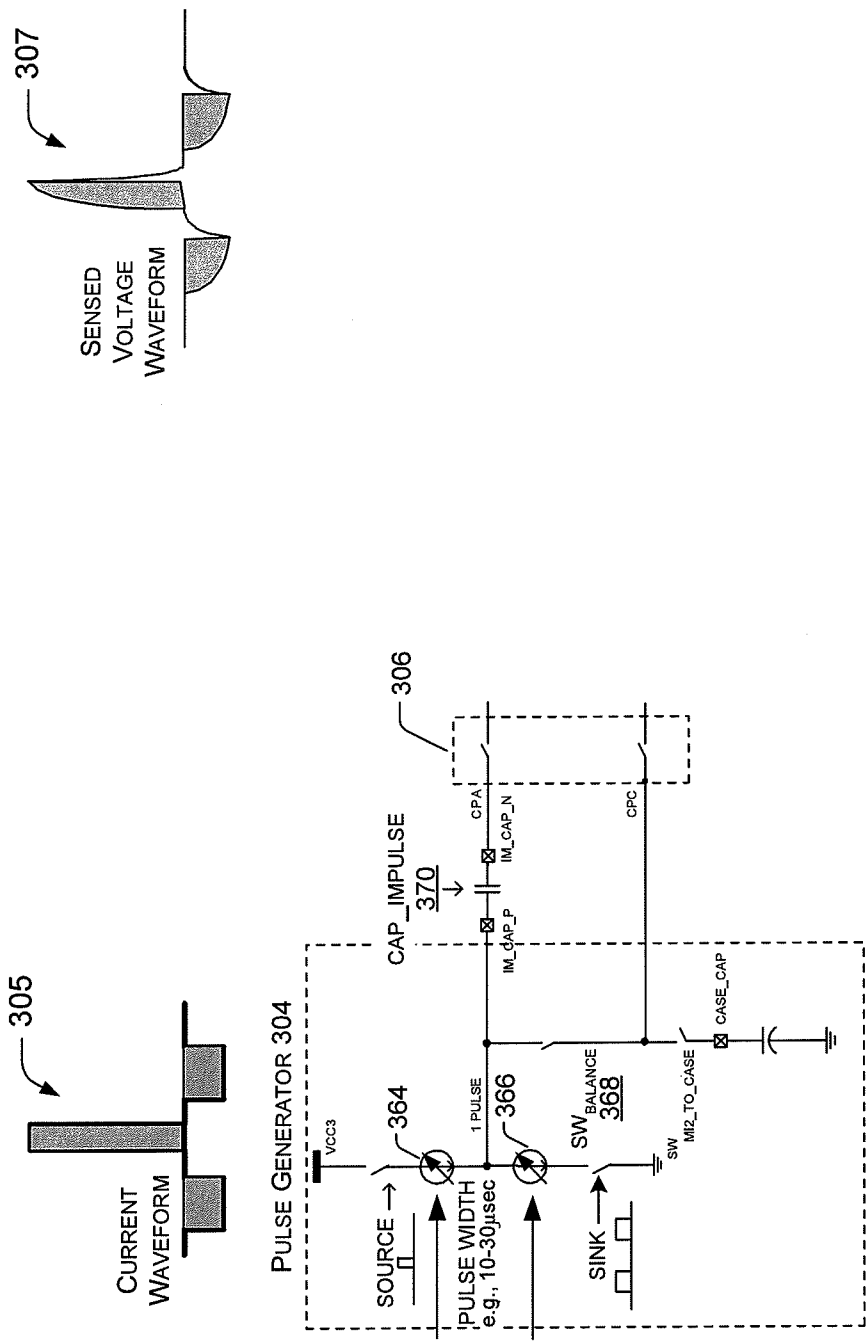 CURRENT
WAVEFORM
305
SENSED
VOLTAGE
WAVEFORM
307
PULSE GENERATOR 304
VCC3
SOURCE
364
PULSE WIDTH
e.g., 10-30µsec
1 PULSE
366
SINK
SW BALANCE
368
SW
MI2_TO_CASE
CASE_CAP
CAP_IMPULSE
370
IM_CAP_P
IM_CAP_N
CPA
CPC
306